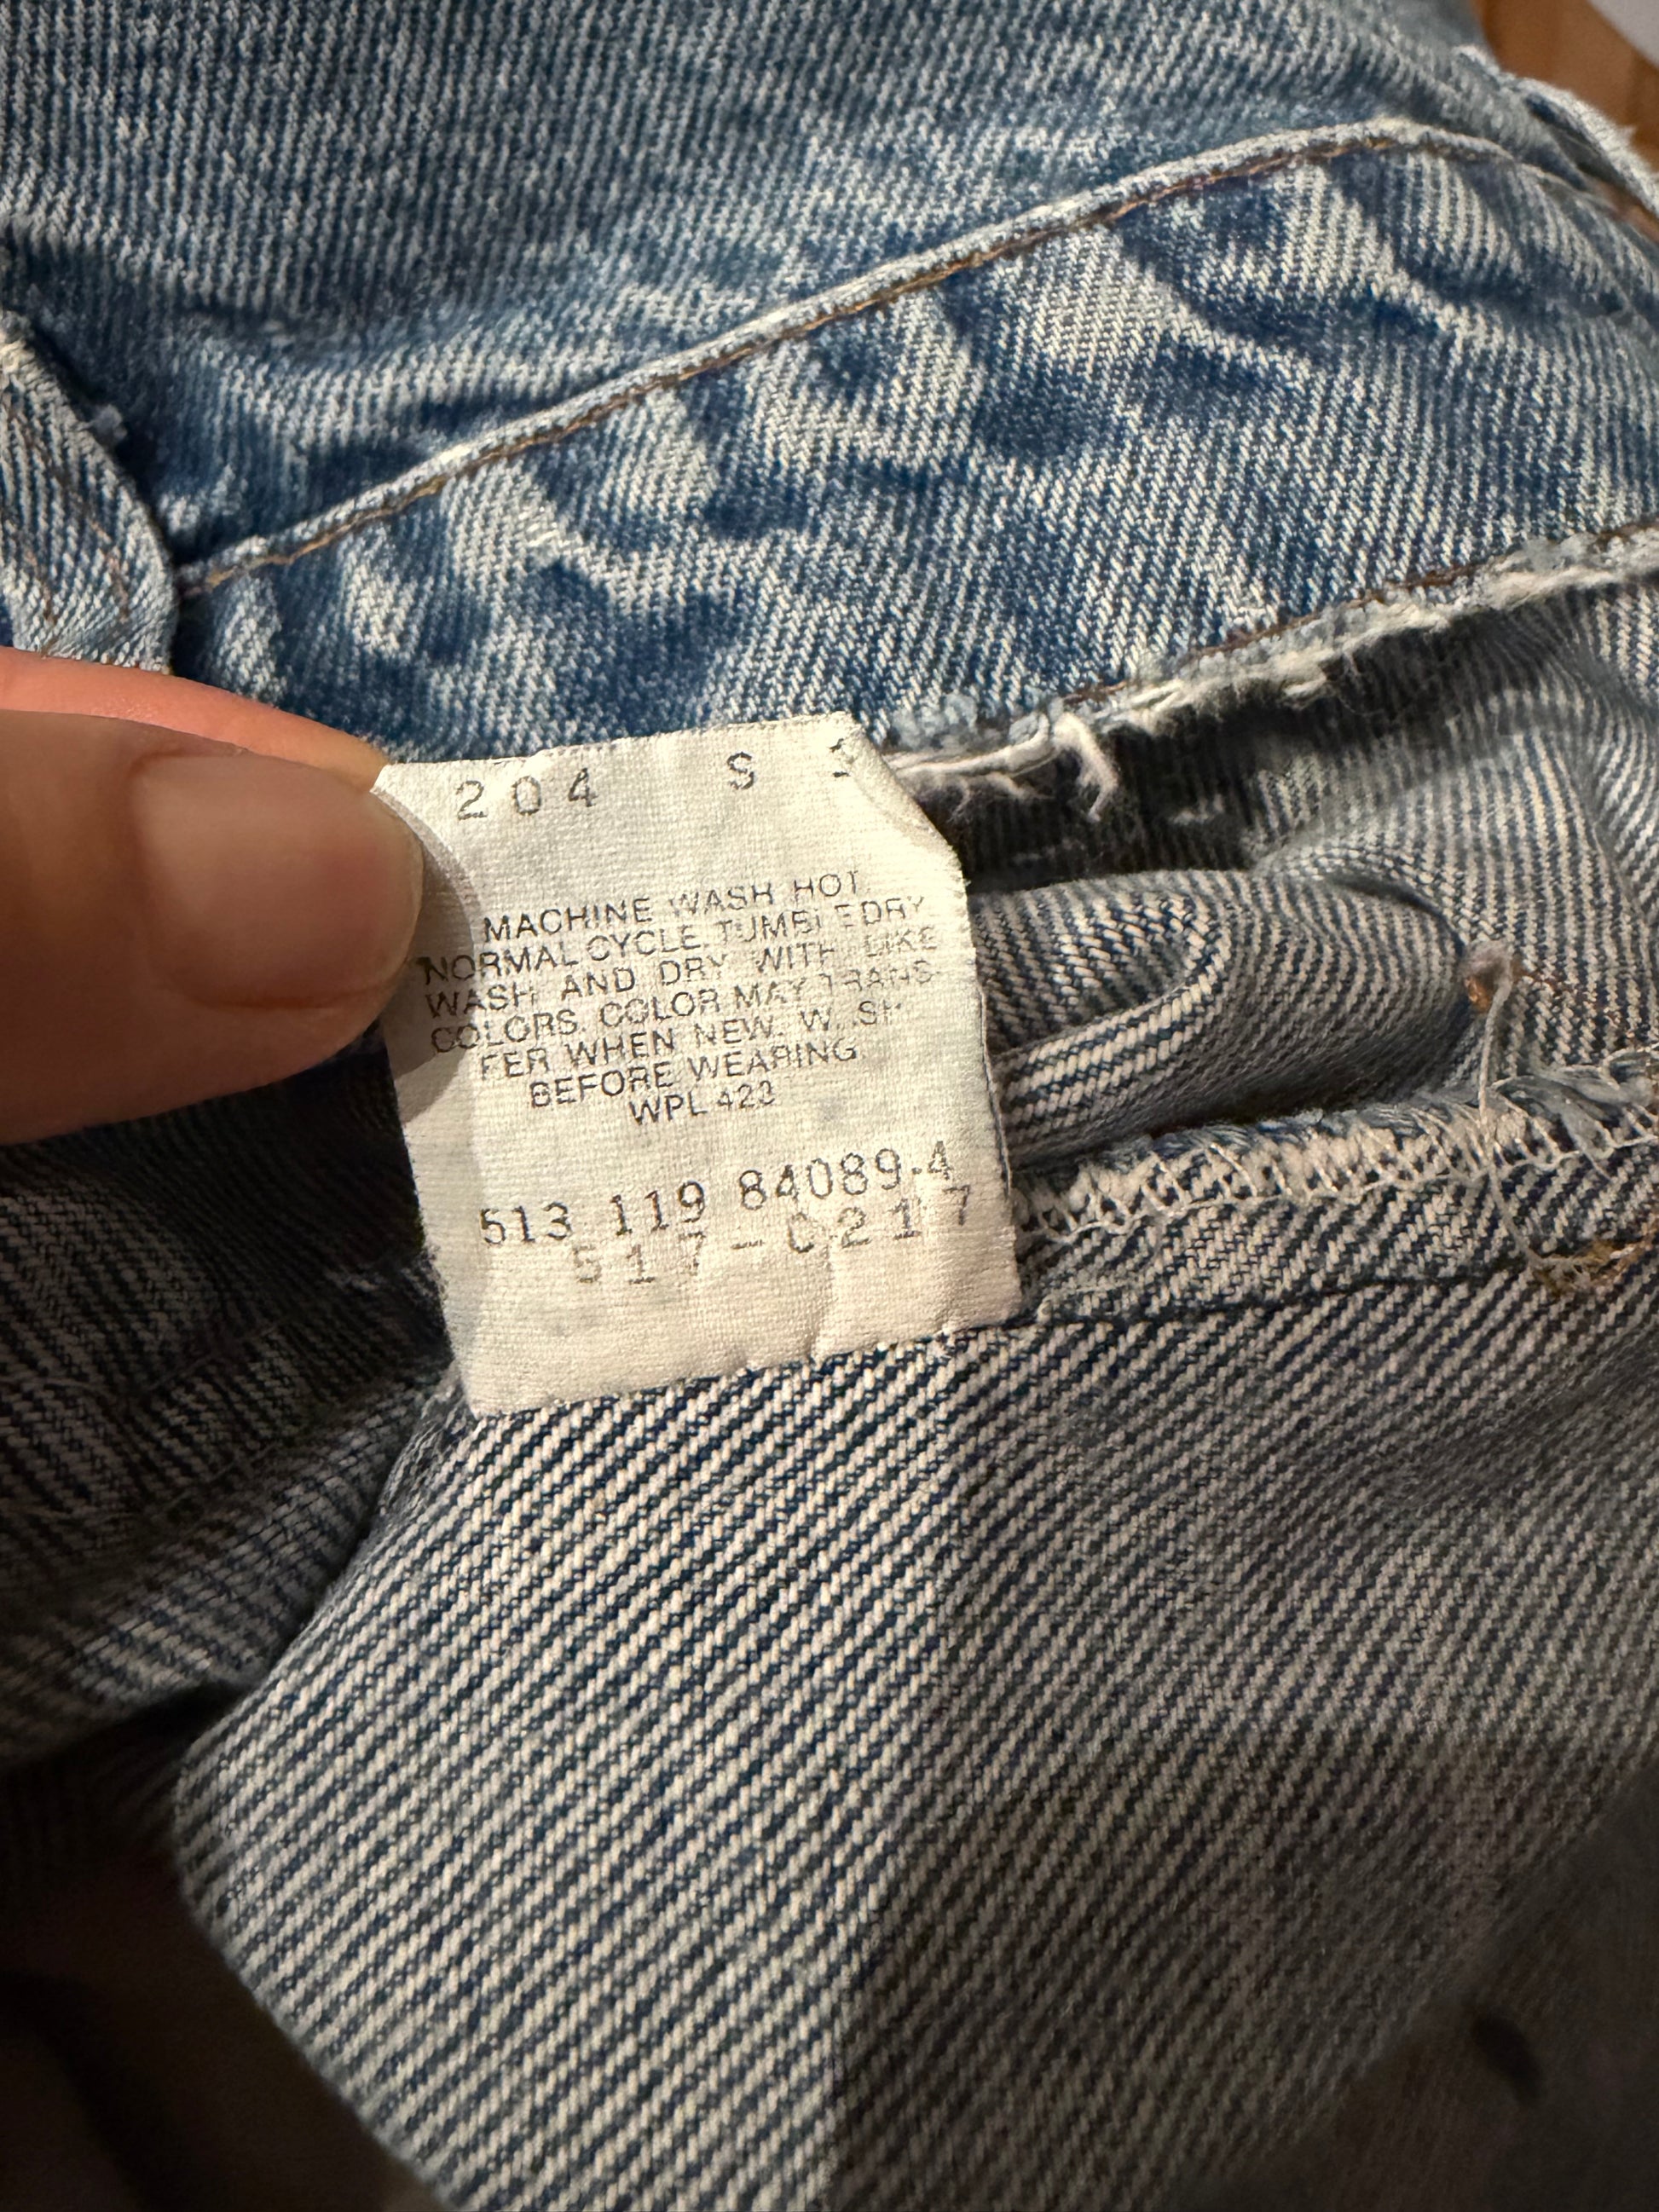 204 S
MACHINE WASH HOT
NORMAL CYCLE. TUMBLE DRY
WASH AND DRY WITH LIKE
COLORS. COLOR MAY TRANS-
FER WHEN NEW.
BEFORE WEARING
WPL 423
513 119 84089-4
517-0217